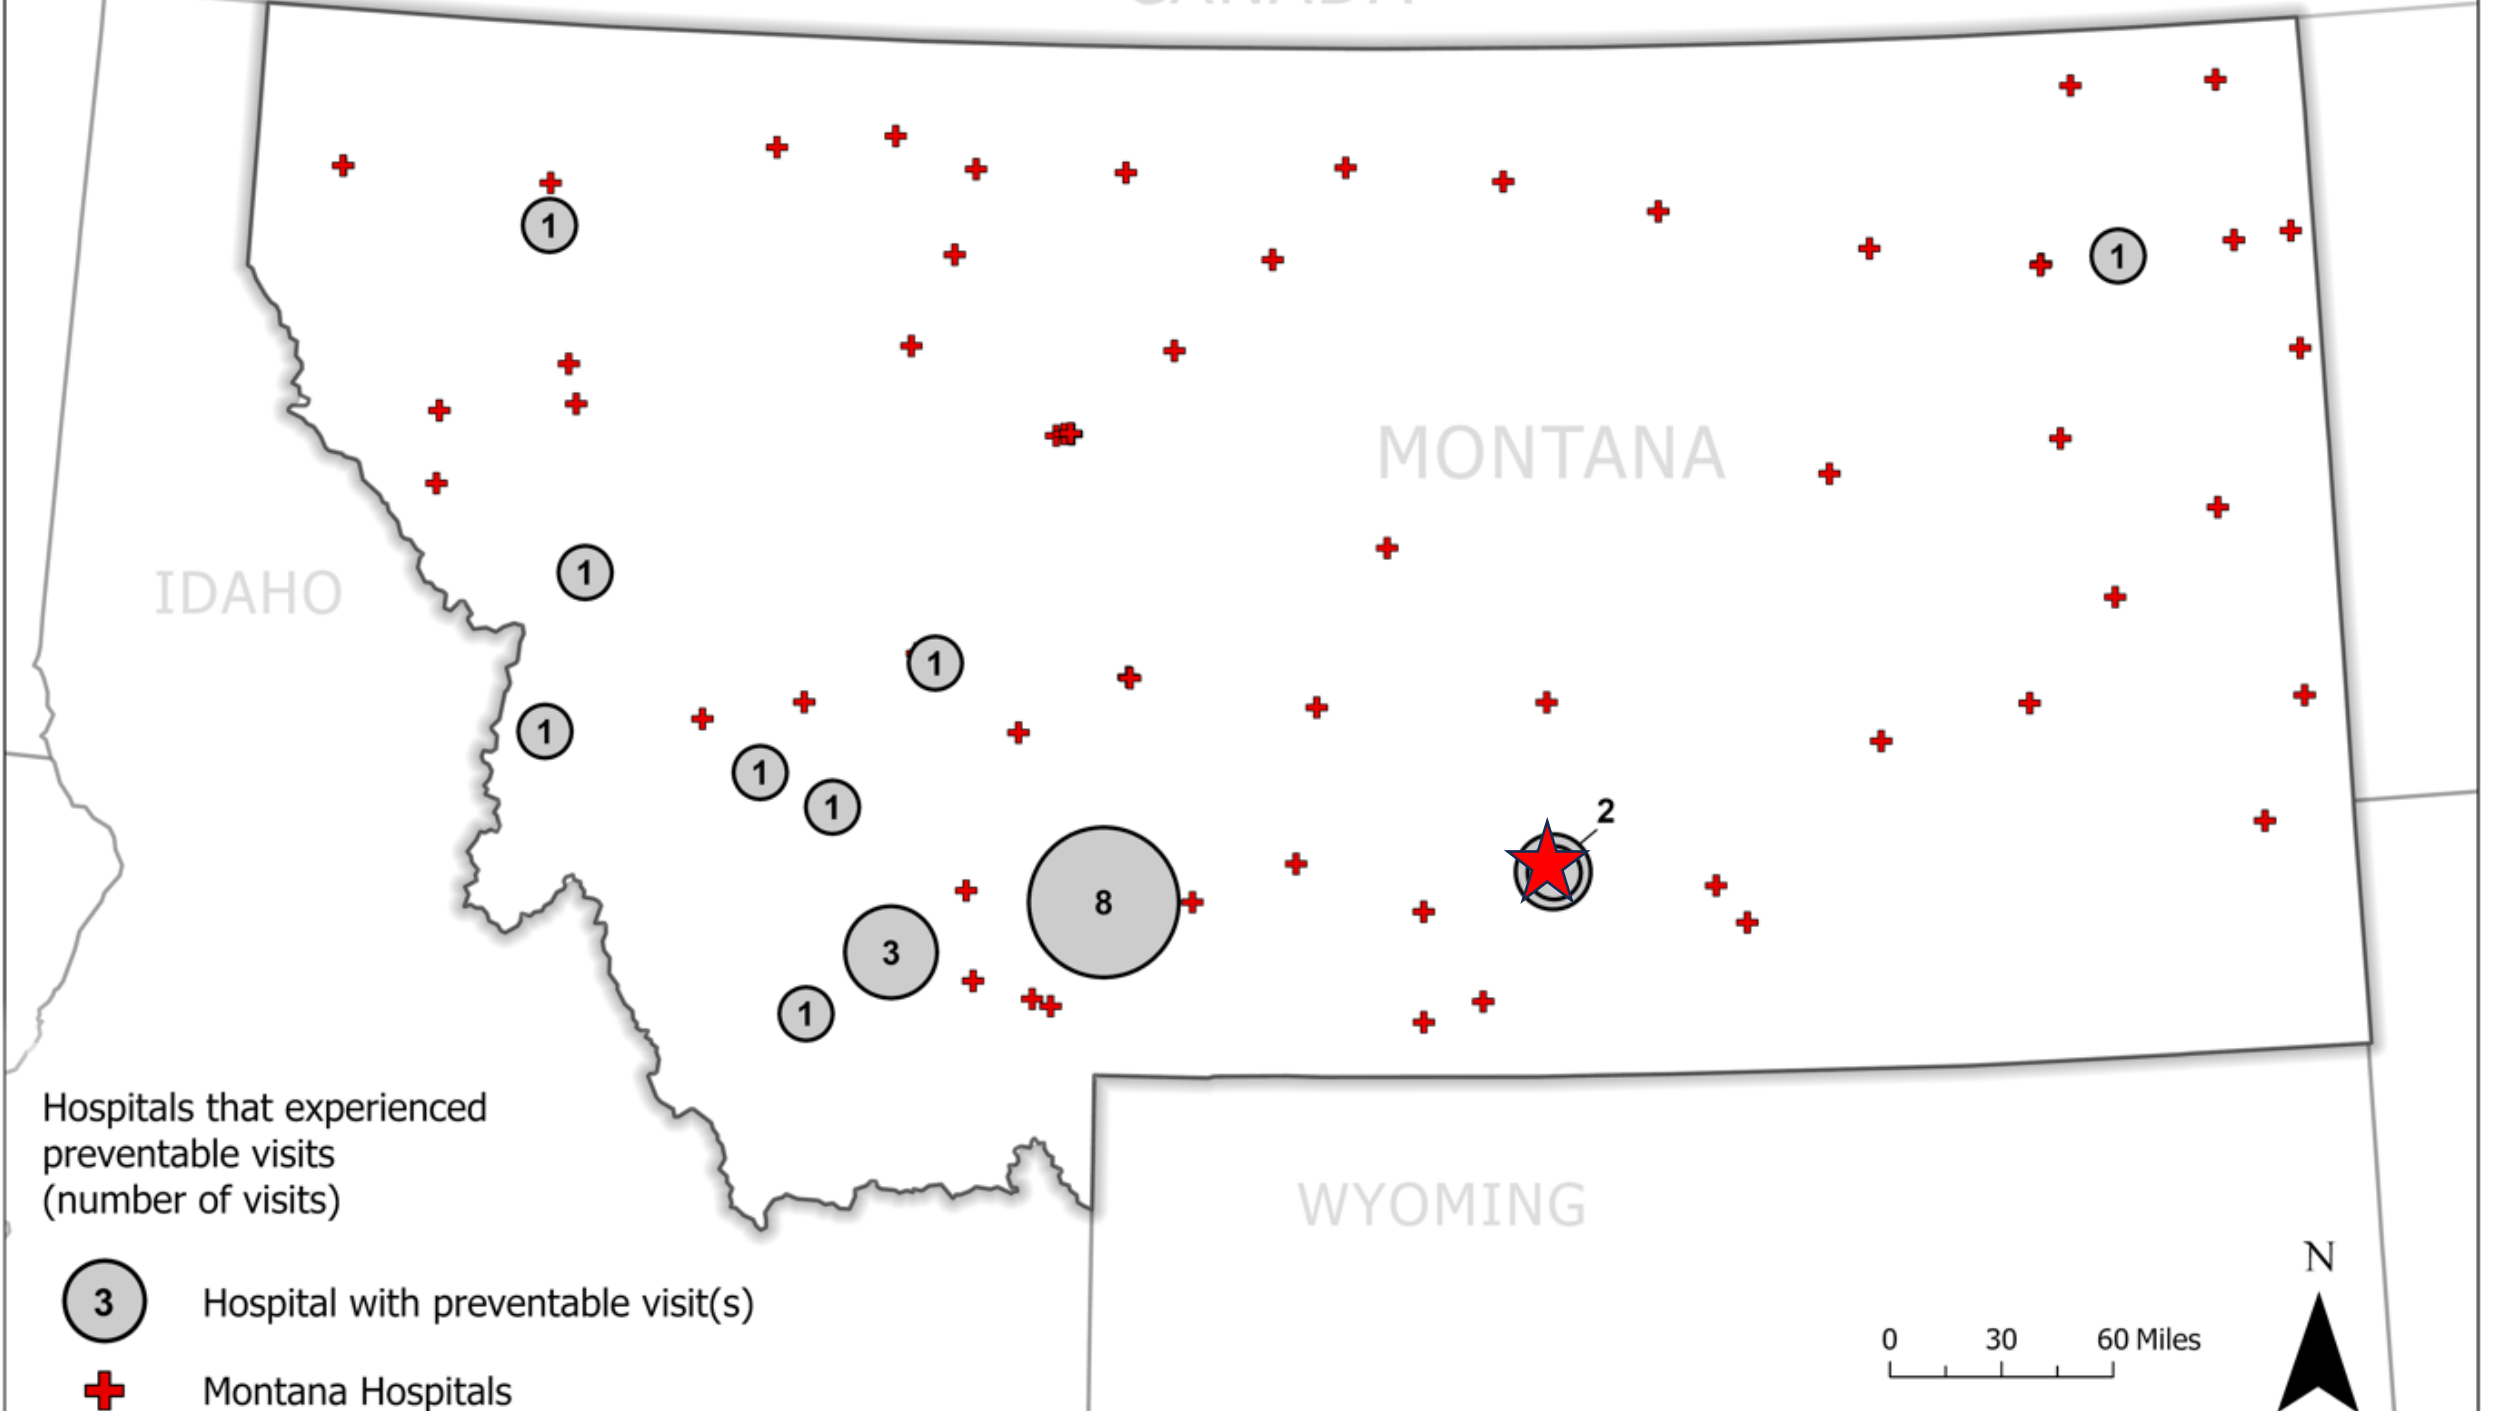 CANADA
1
1
MONTANA
IDAHO
1
1
1
1
1
2
8
3
1
Hospitals that experienced
preventable visits
(number of visits)
WYOMING
N
3
Hospital with preventable visit(s)
0 30 60 Miles
Montana Hospitals